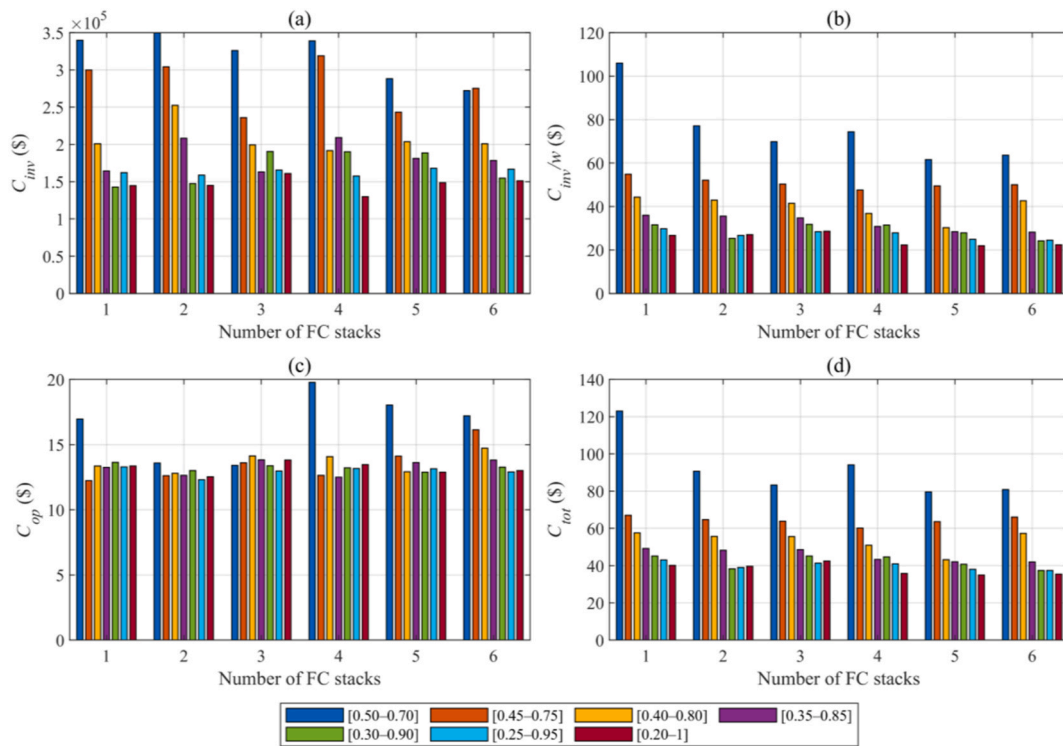 (a)
×10⁵
3.5
3
2.5
2
1.5
1
0.5
0
C_inv ($)
1 2 3 4 5 6
Number of FC stacks
(b)
120
100
80
60
40
20
0
C_inv/w ($)
1 2 3 4 5 6
Number of FC stacks
(c)
20
15
10
5
0
C_op ($)
1 2 3 4 5 6
Number of FC stacks
(d)
140
120
100
80
60
40
20
0
C_tot ($)
1 2 3 4 5 6
Number of FC stacks
[0.50–0.70] [0.45–0.75] [0.40–0.80] [0.35–0.85]
[0.30–0.90] [0.25–0.95] [0.20–1]